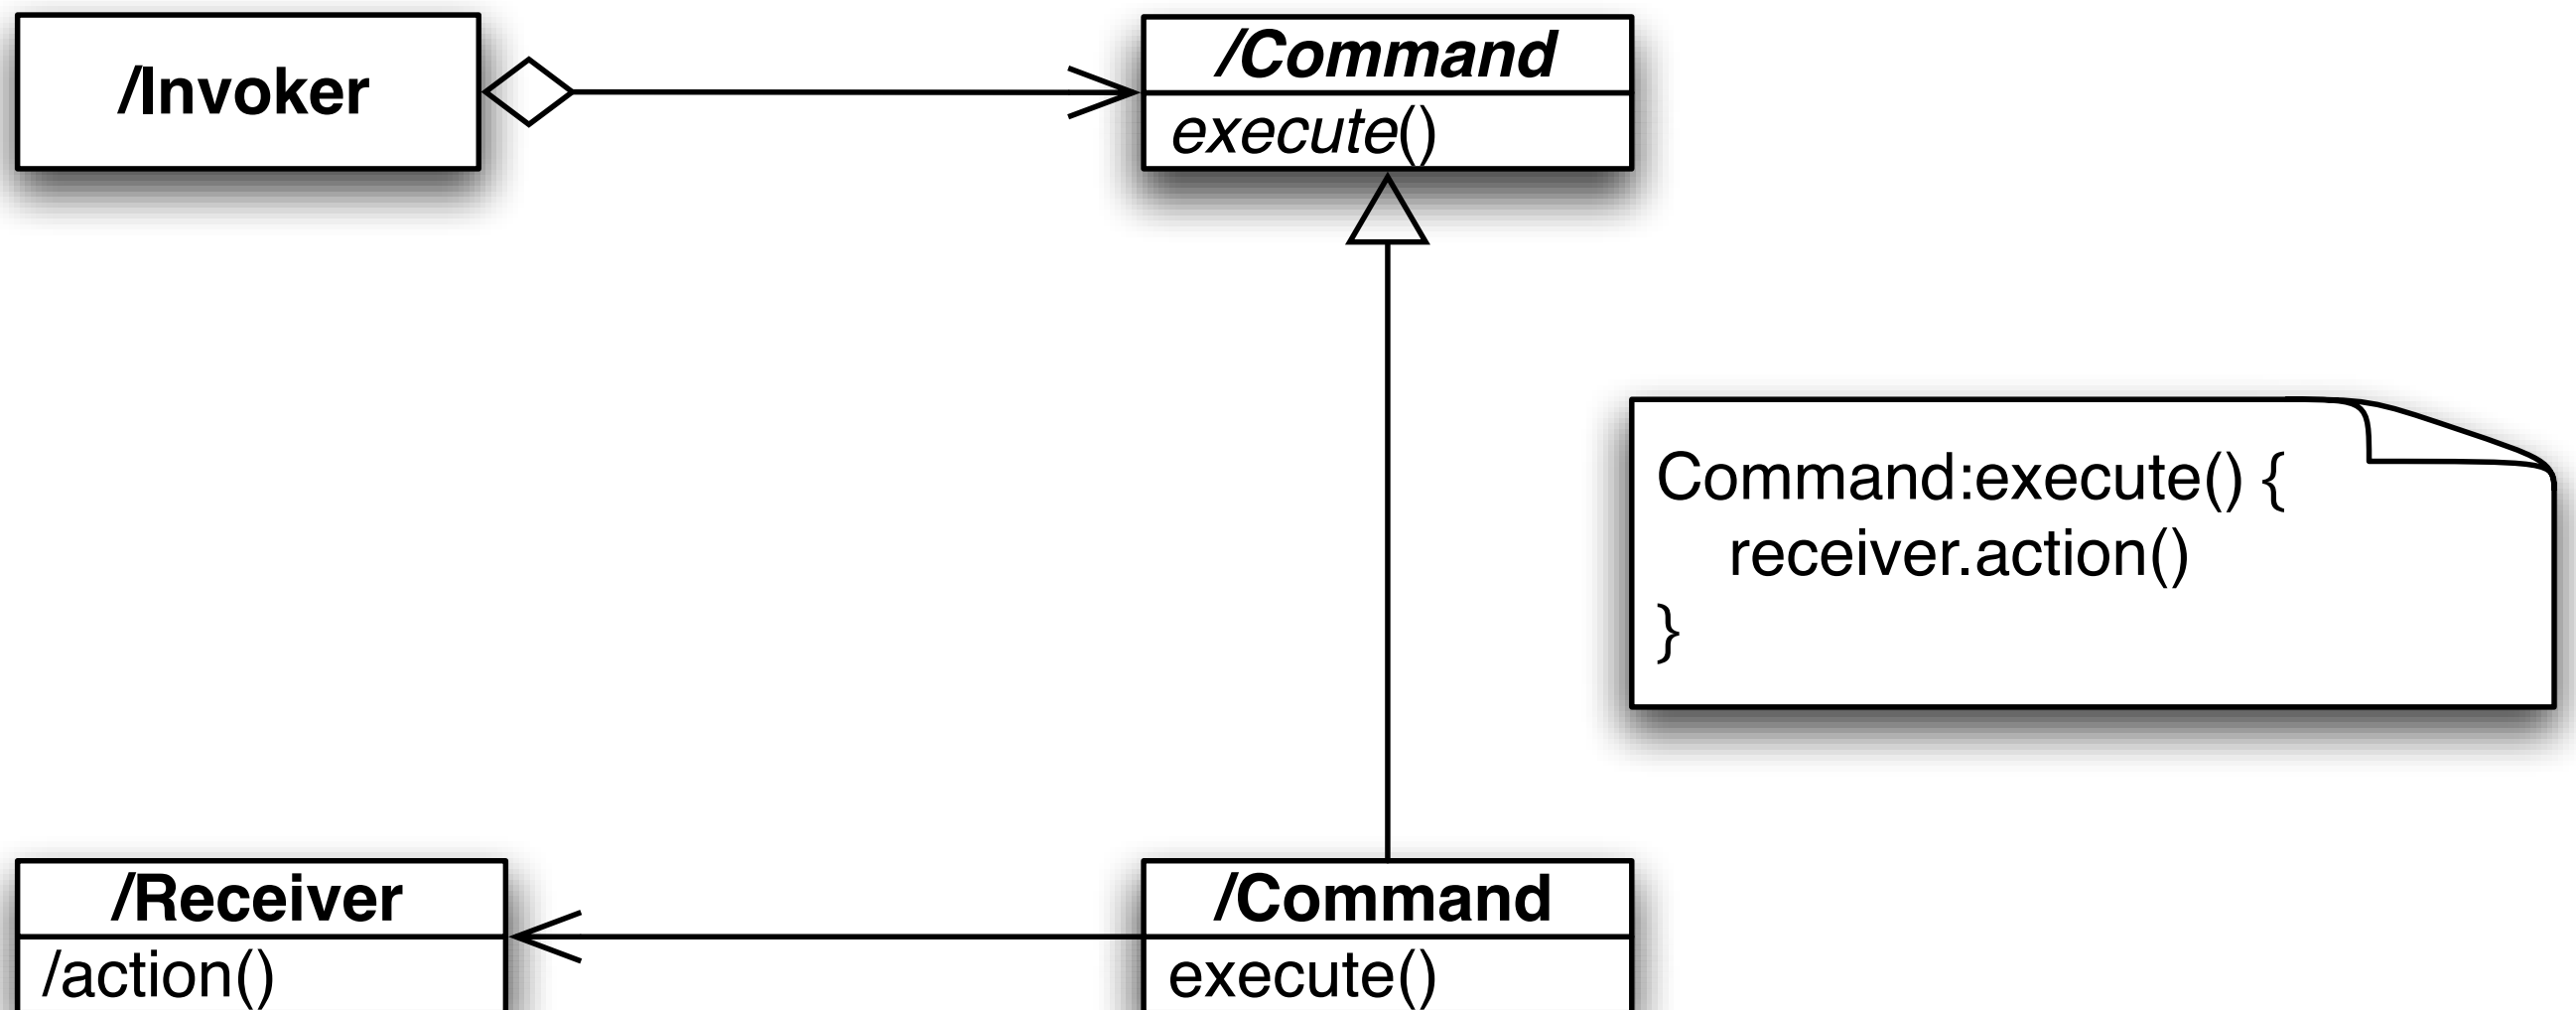 /Invoker
/Command
execute()
Command:execute() {
receiver.action()
}
/Receiver
/action()
/Command
execute()